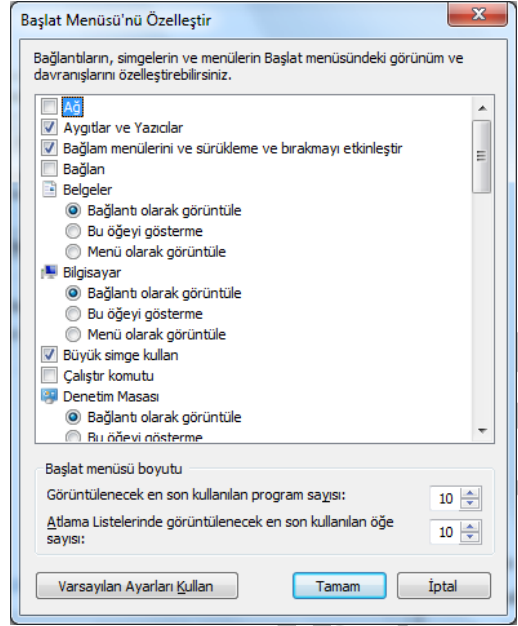 Başlat Menüsü'nü Özelleştir
Bağlantıların, simgelerin ve menülerin Başlat menüsündeki görünüm ve
davranışlarını özelleştirebilirsiniz.
Ağ
Aygıtlar ve Yazıcılar
Bağlam menülerini ve sürükleme ve bırakmayı etkinleştir
Bağlan
Belgeler
Bağlantı olarak görüntüle
Bu öğeyi gösterme
Menü olarak görüntüle
Bilgisayar
Bağlantı olarak görüntüle
Bu öğeyi gösterme
Menü olarak görüntüle
Büyük simge kullan
Çalıştır komutu
Denetim Masası
Bağlantı olarak görüntüle
Bu öğeyi gösterme
Başlat menüsü boyutu
Görüntülenecek en son kullanılan program sayısı: 10
Atlama Listelerinde görüntülenecek en son kullanılan öğe
sayısı: 10
Varsayılan Ayarları Kullan Tamam İptal